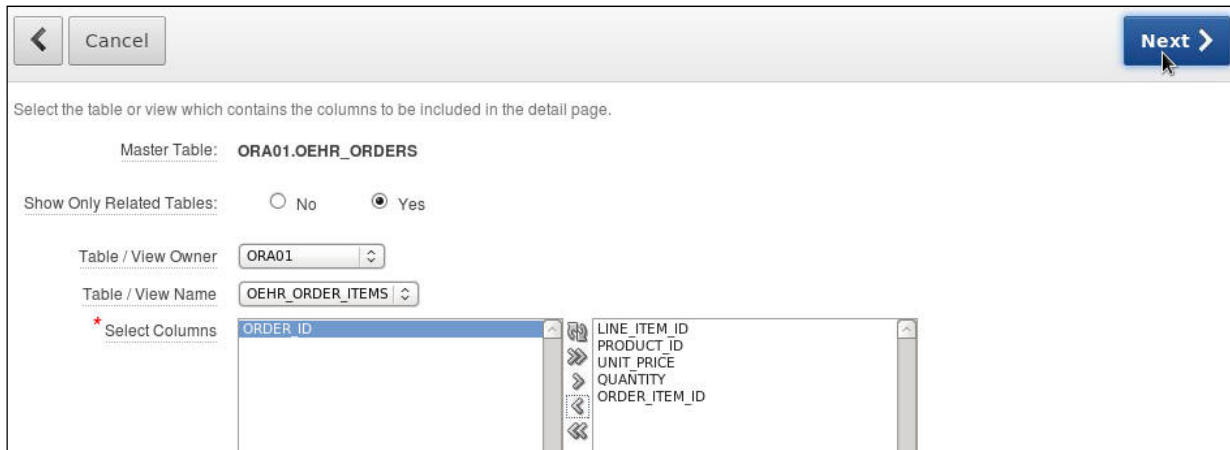 Cancel
Next
Select the table or view which contains the columns to be included in the detail page.
Master Table: ORA01.OEHR_ORDERS
Show Only Related Tables: No Yes
Table / View Owner ORA01
Table / View Name OEHR_ORDER_ITEMS
* Select Columns ORDER_ID
LINE_ITEM_ID
PRODUCT_ID
UNIT_PRICE
QUANTITY
ORDER_ITEM_ID